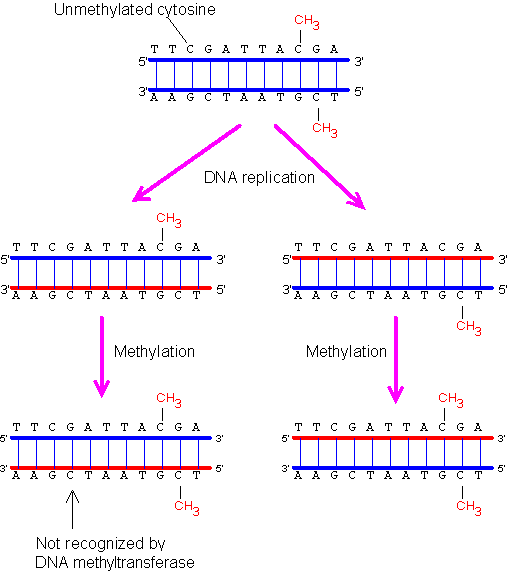 Unmethylated cytosine
CH3
T T C G A T T A C G A
5' 3'
3' 5'
A A G C T A A T G C T
CH3
DNA replication
CH3
T T C G A T T A C G A
5' 3'
3' 5'
A A G C T A A T G C T
T T C G A T T A C G A
5' 3'
3' 5'
A A G C T A A T G C T
CH3
Methylation
Methylation
CH3
T T C G A T T A C G A
5' 3'
3' 5'
A A G C T A A T G C T
CH3
CH3
T T C G A T T A C G A
5' 3'
3' 5'
A A G C T A A T G C T
CH3
Not recognized by
DNA methyltransferase